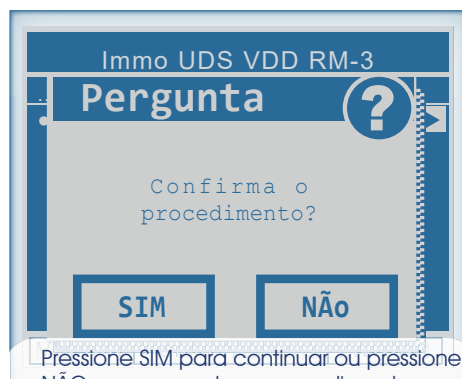 Immo UDS VDD RM-3
Pergunta
?
Confirma o
procedimento?
SIM
NÃo
Pressione SIM para continuar ou pressione